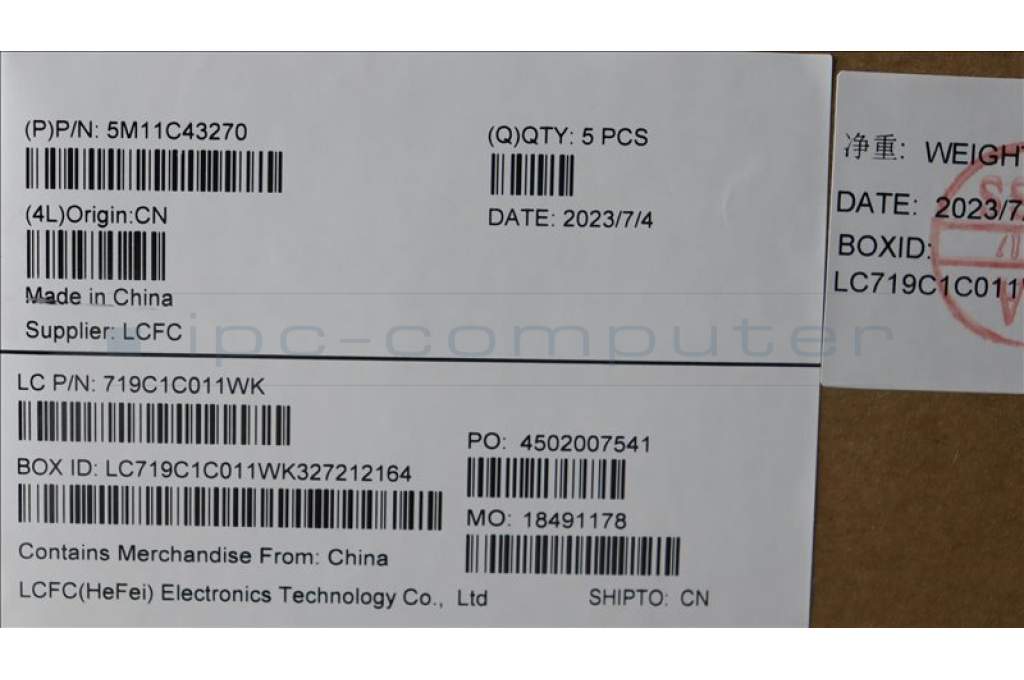 (P)P/N: 5M11C43270
(Q)QTY: 5 PCS
(4L)Origin:CN
DATE: 2023/7/4
Made in China
Supplier: LCFC
ipc-computer
LC P/N: 719C1C011WK
PO: 4502007541
BOX ID: LC719C1C011WK327212164
MO: 18491178
Contains Merchandise From: China
LCFC(HeFei) Electronics Technology Co., Ltd
SHIPTO: CN
净重:
DATE: 2023/7
BOXID:
LC719C1C011